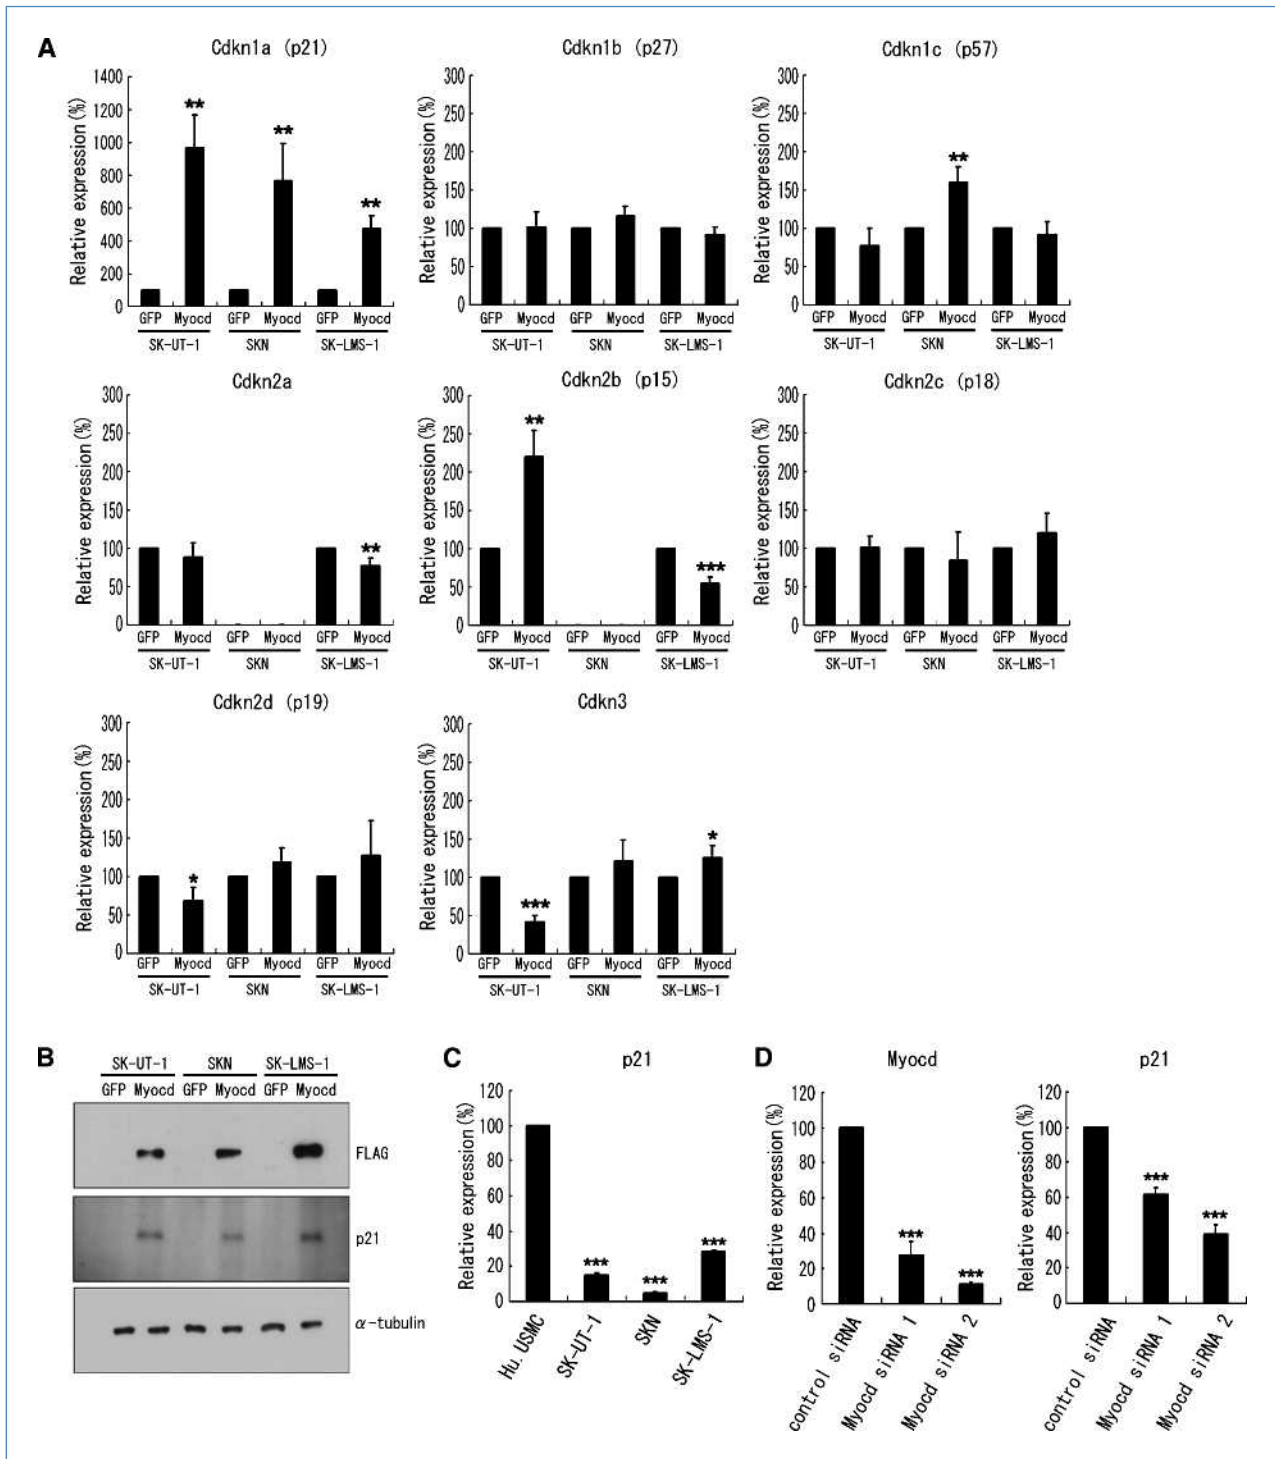 A
Cdkn1a (p21)
Relative expression(%)
1400
1200
1000
800
600
400
200
0
** ** **
GFP Myocd GFP Myocd GFP Myocd
SK-UT-1 SKN SK-LMS-1
Cdkn1b (p27)
Relative expression(%)
300
250
200
150
100
50
0
GFP Myocd GFP Myocd GFP Myocd
SK-UT-1 SKN SK-LMS-1
Cdkn1c (p57)
Relative expression(%)
300
250
200
150
100
50
0
**
GFP Myocd GFP Myocd GFP Myocd
SK-UT-1 SKN SK-LMS-1
Cdkn2a
Relative expression(%)
300
250
200
150
100
50
0
**
GFP Myocd GFP Myocd GFP Myocd
SK-UT-1 SKN SK-LMS-1
Cdkn2b (p15)
Relative expression(%)
300
250
200
150
100
50
0
** ***
GFP Myocd GFP Myocd GFP Myocd
SK-UT-1 SKN SK-LMS-1
Cdkn2c (p18)
Relative expression(%)
300
250
200
150
100
50
0
GFP Myocd GFP Myocd GFP Myocd
SK-UT-1 SKN SK-LMS-1
Cdkn2d (p19)
Relative expression(%)
300
250
200
150
100
50
0
*
GFP Myocd GFP Myocd GFP Myocd
SK-UT-1 SKN SK-LMS-1
Cdkn3
Relative expression(%)
300
250
200
150
100
50
0
*** *
GFP Myocd GFP Myocd GFP Myocd
SK-UT-1 SKN SK-LMS-1
B
SK-UT-1 SKN SK-LMS-1
GFP Myocd GFP Myocd GFP Myocd
FLAG
p21
α-tubulin
C
p21
Relative expression(%)
120
100
80
60
40
20
0
*** *** ***
Hu. USMC
SK-UT-1
SKN
SK-LMS-1
D
Myocd
Relative expression(%)
120
100
80
60
40
20
0
*** ***
control siRNA
Myocd siRNA 1
Myocd siRNA 2
p21
Relative expression(%)
120
100
80
60
40
20
0
*** ***
control siRNA
Myocd siRNA 1
Myocd siRNA 2